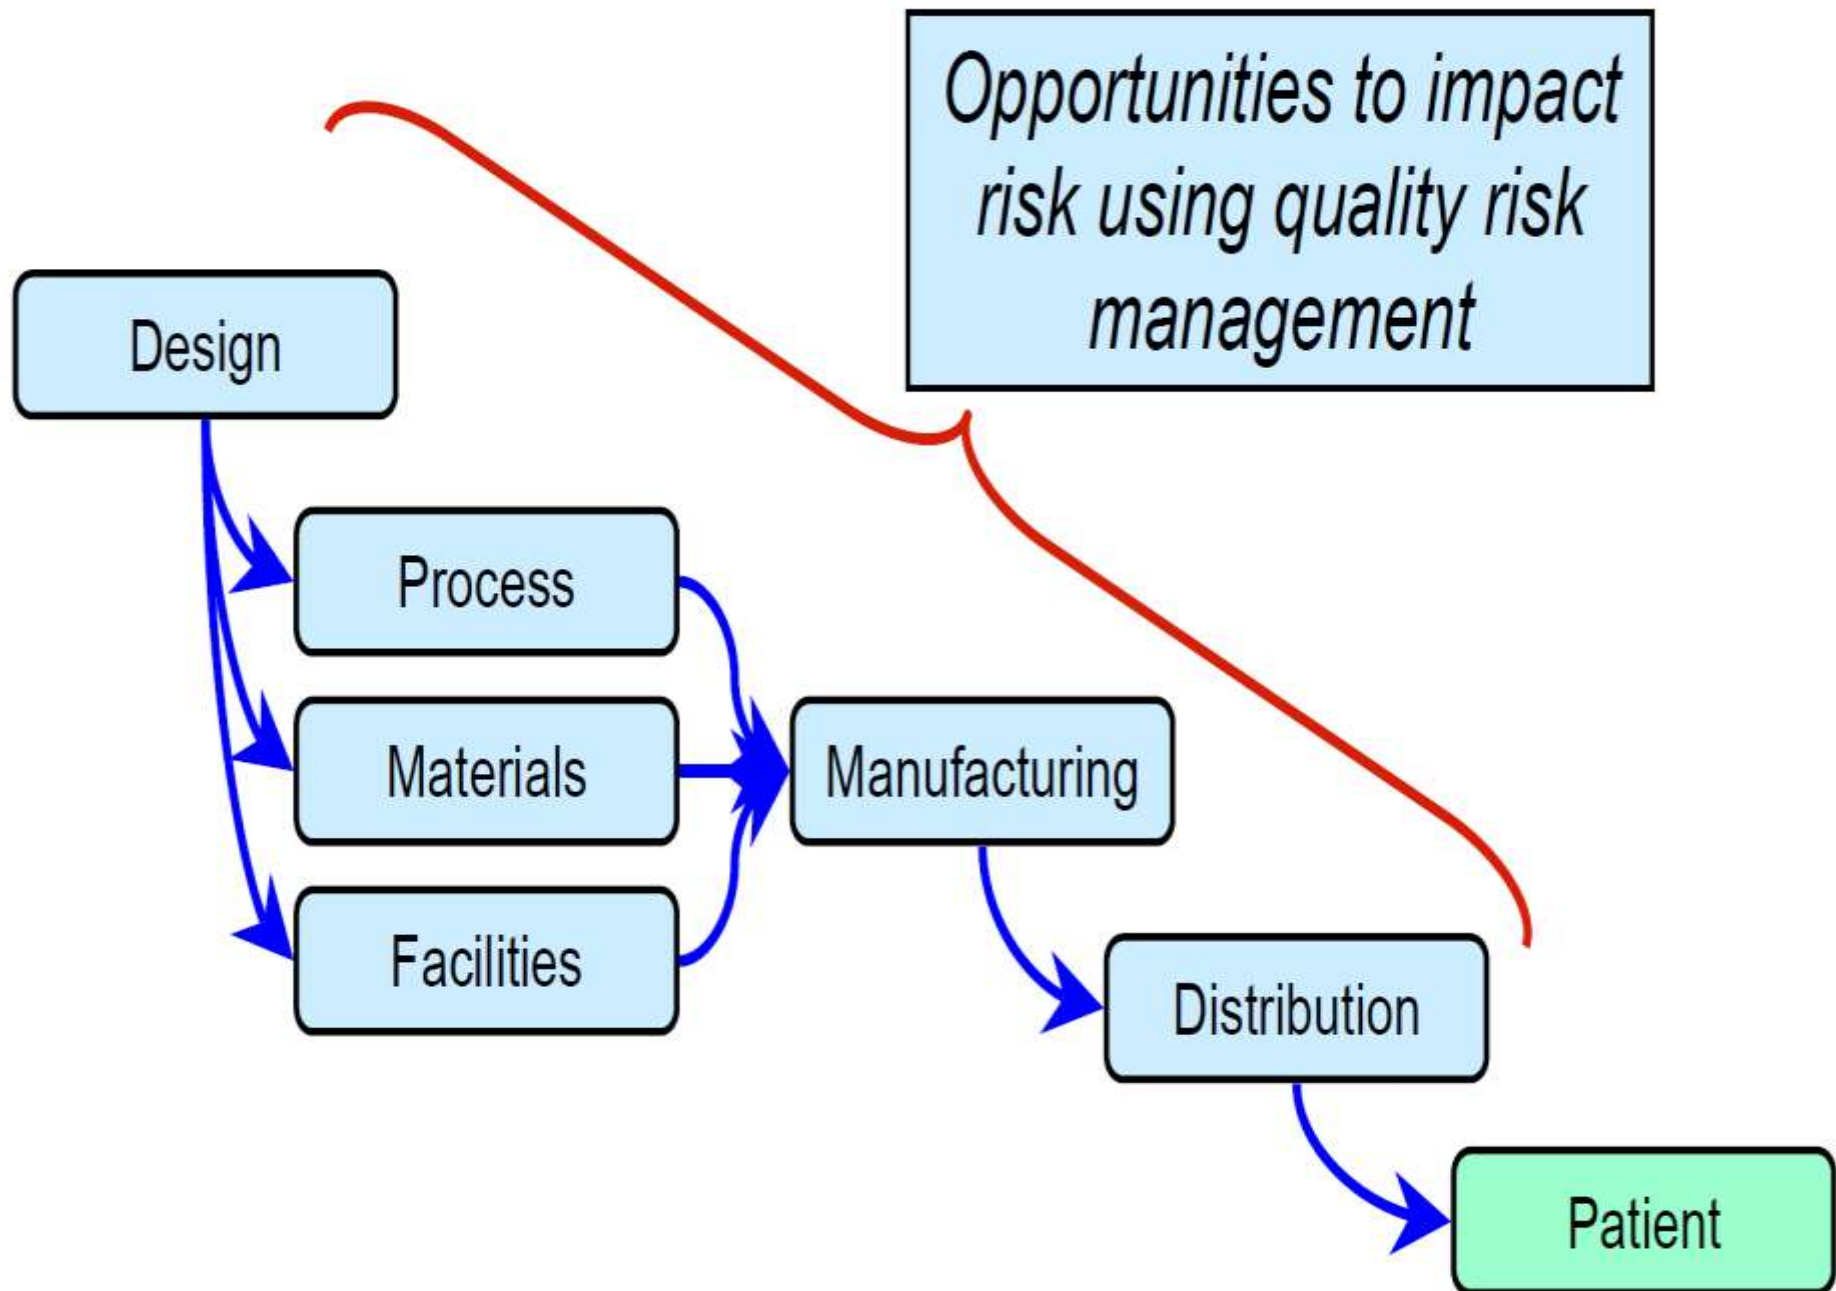 Opportunities to impact
risk using quality risk
management
Design
Process
Materials
Manufacturing
Facilities
Distribution
Patient